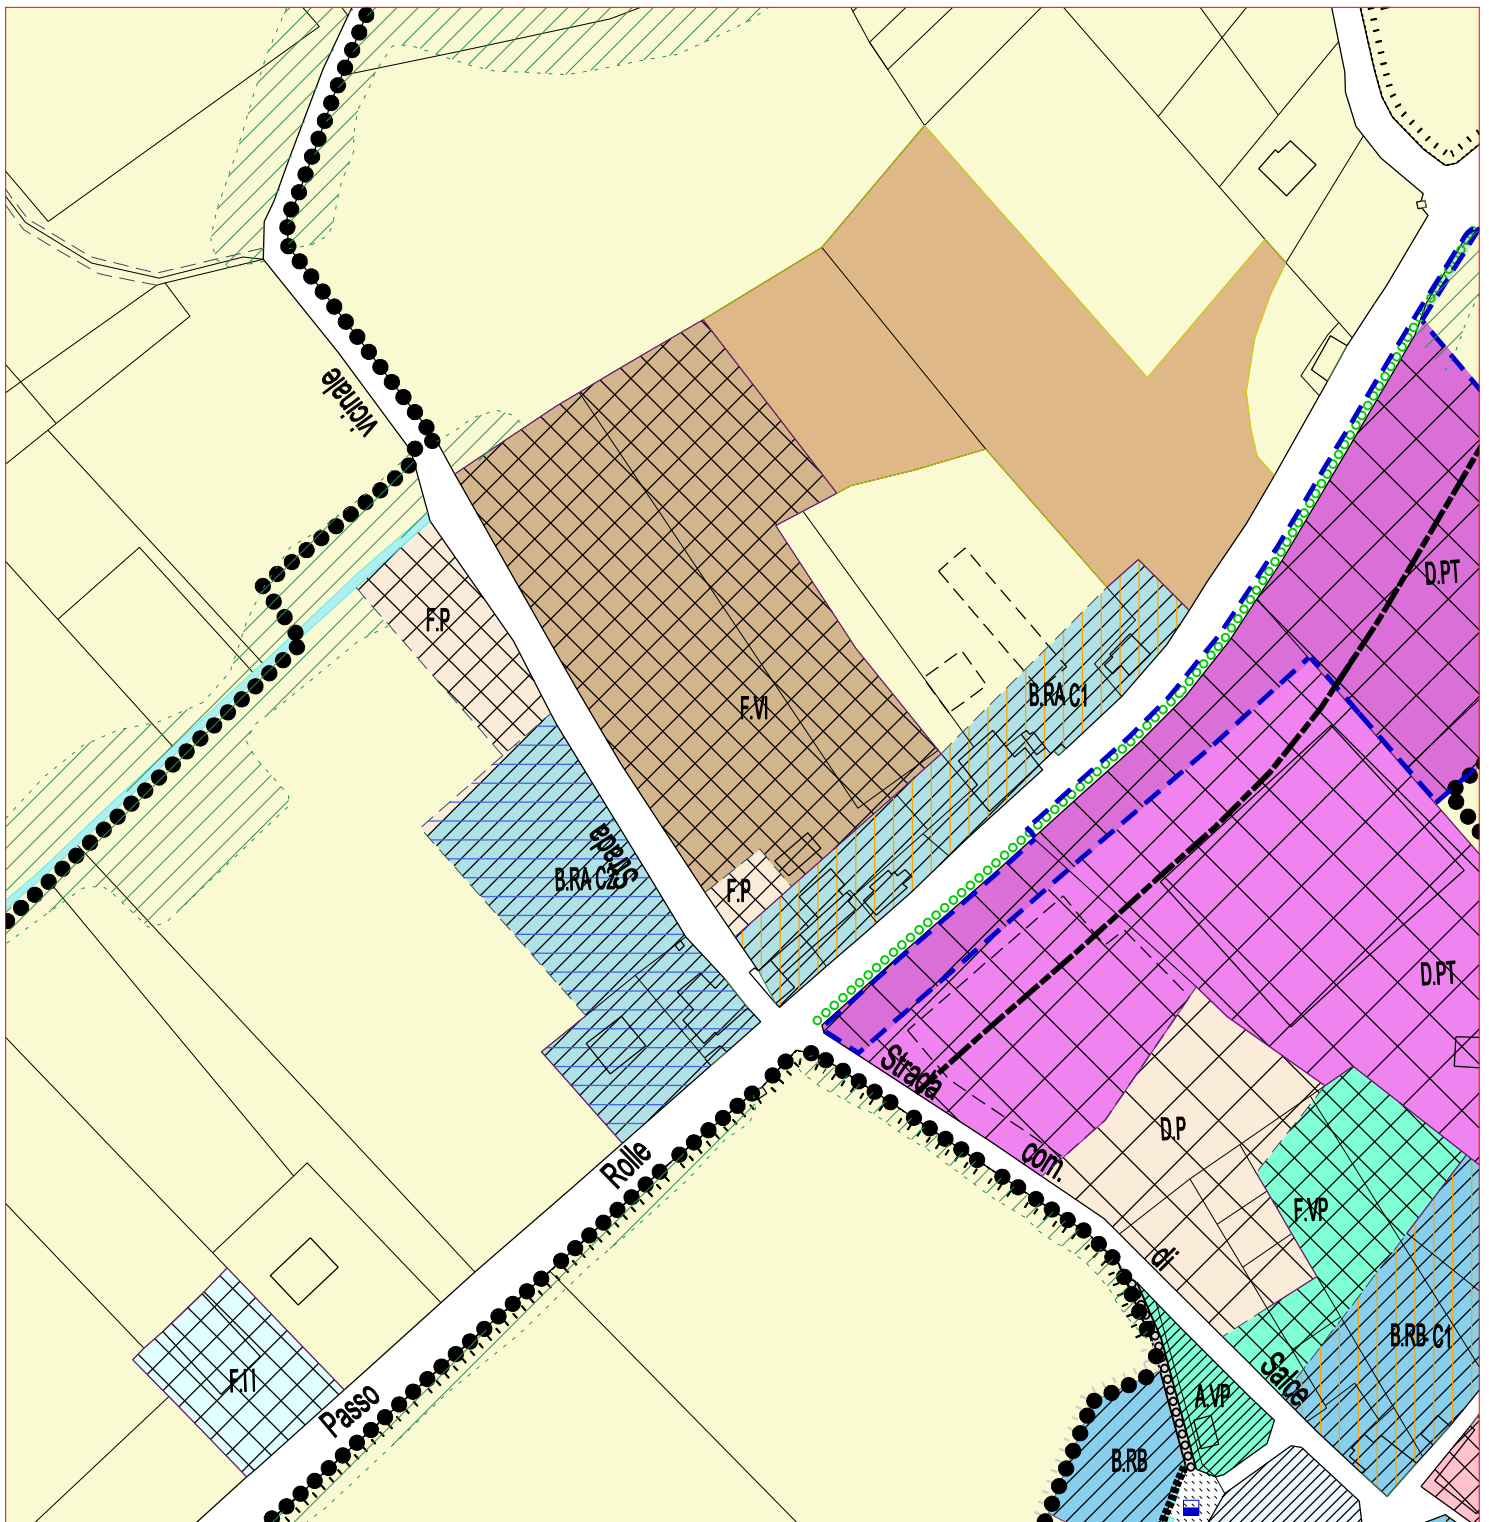 vicinale
D.PT
F.P
B.RA C1
F.VI
Strada
B.RA C2
F.P
D.PT
Strada
D.P
com.
Rolle
F.VP
di
B.RB C1
Salce
F.I1
A.VP
Passo
B.RB